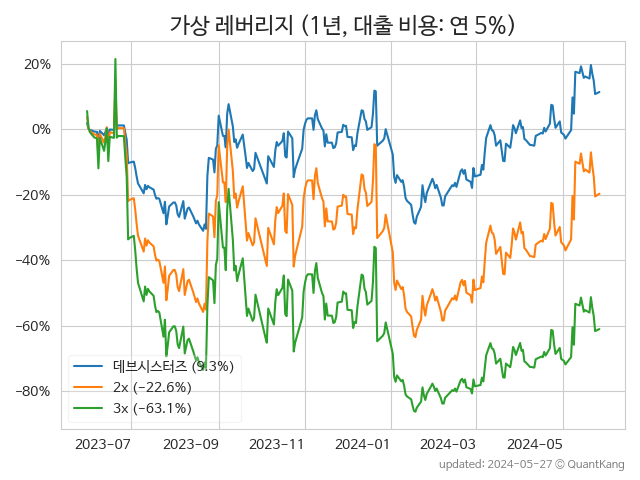 가상 레버리지 (1년, 대출 비용: 연 5%)
20%
0%
−20%
−40%
−60%
−80%
데브시스터즈 (9.3%)
2x (−22.6%)
3x (−63.1%)
2023-07
2023-09
2023-11
2024-01
2024-03
2024-05
updated: 2024-05-27 © QuantKang